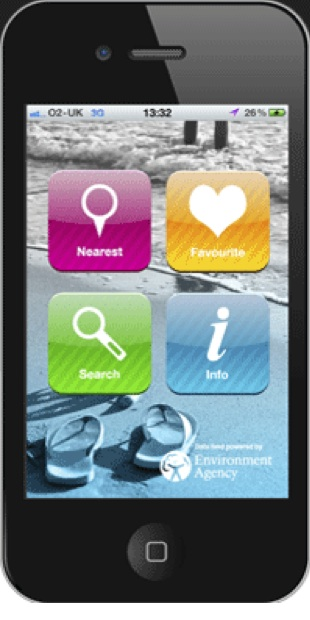 O2-UK 3G 13:32 26%
Nearest
Favourite
Search
Info
Data feed powered by
Environment
Agency